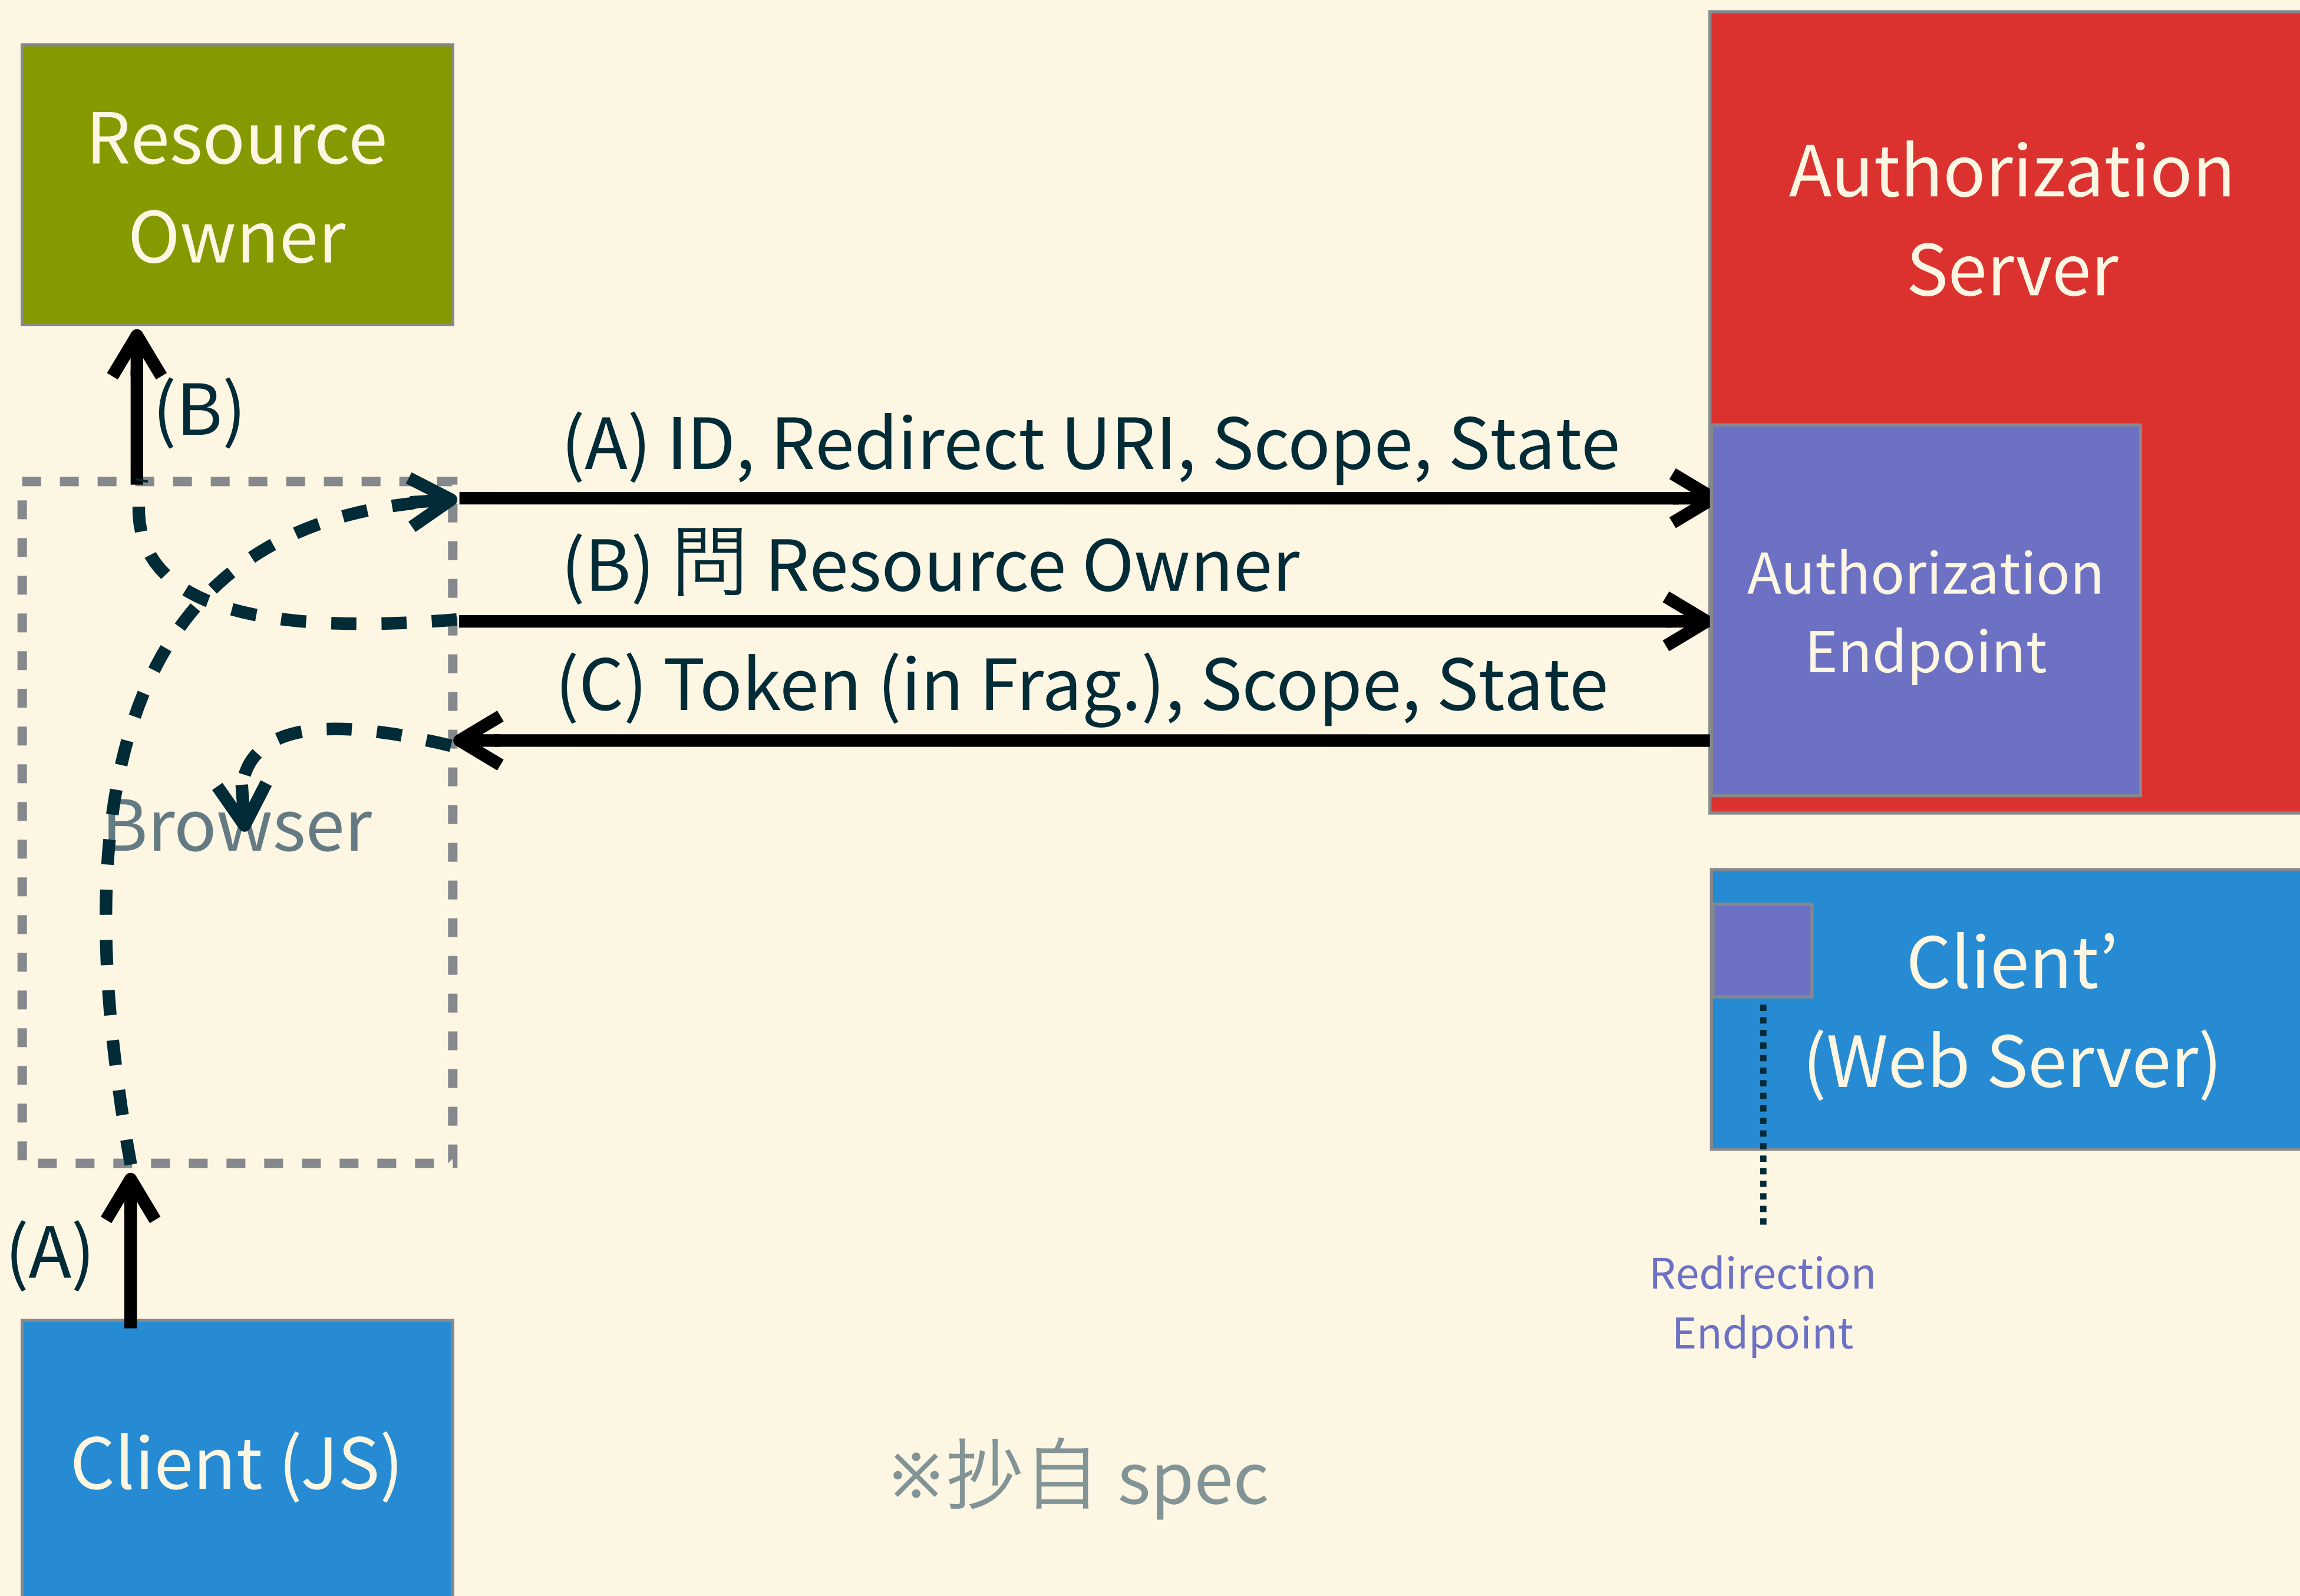 Resource
Owner
Authorization
Server
(B)
(A) ID, Redirect URI, Scope, State
(B) 問 Resource Owner
(C) Token (in Frag.), Scope, State
Authorization
Endpoint
Browser
Client’
(Web Server)
(A)
Redirection
Endpoint
Client (JS)
※抄自 spec